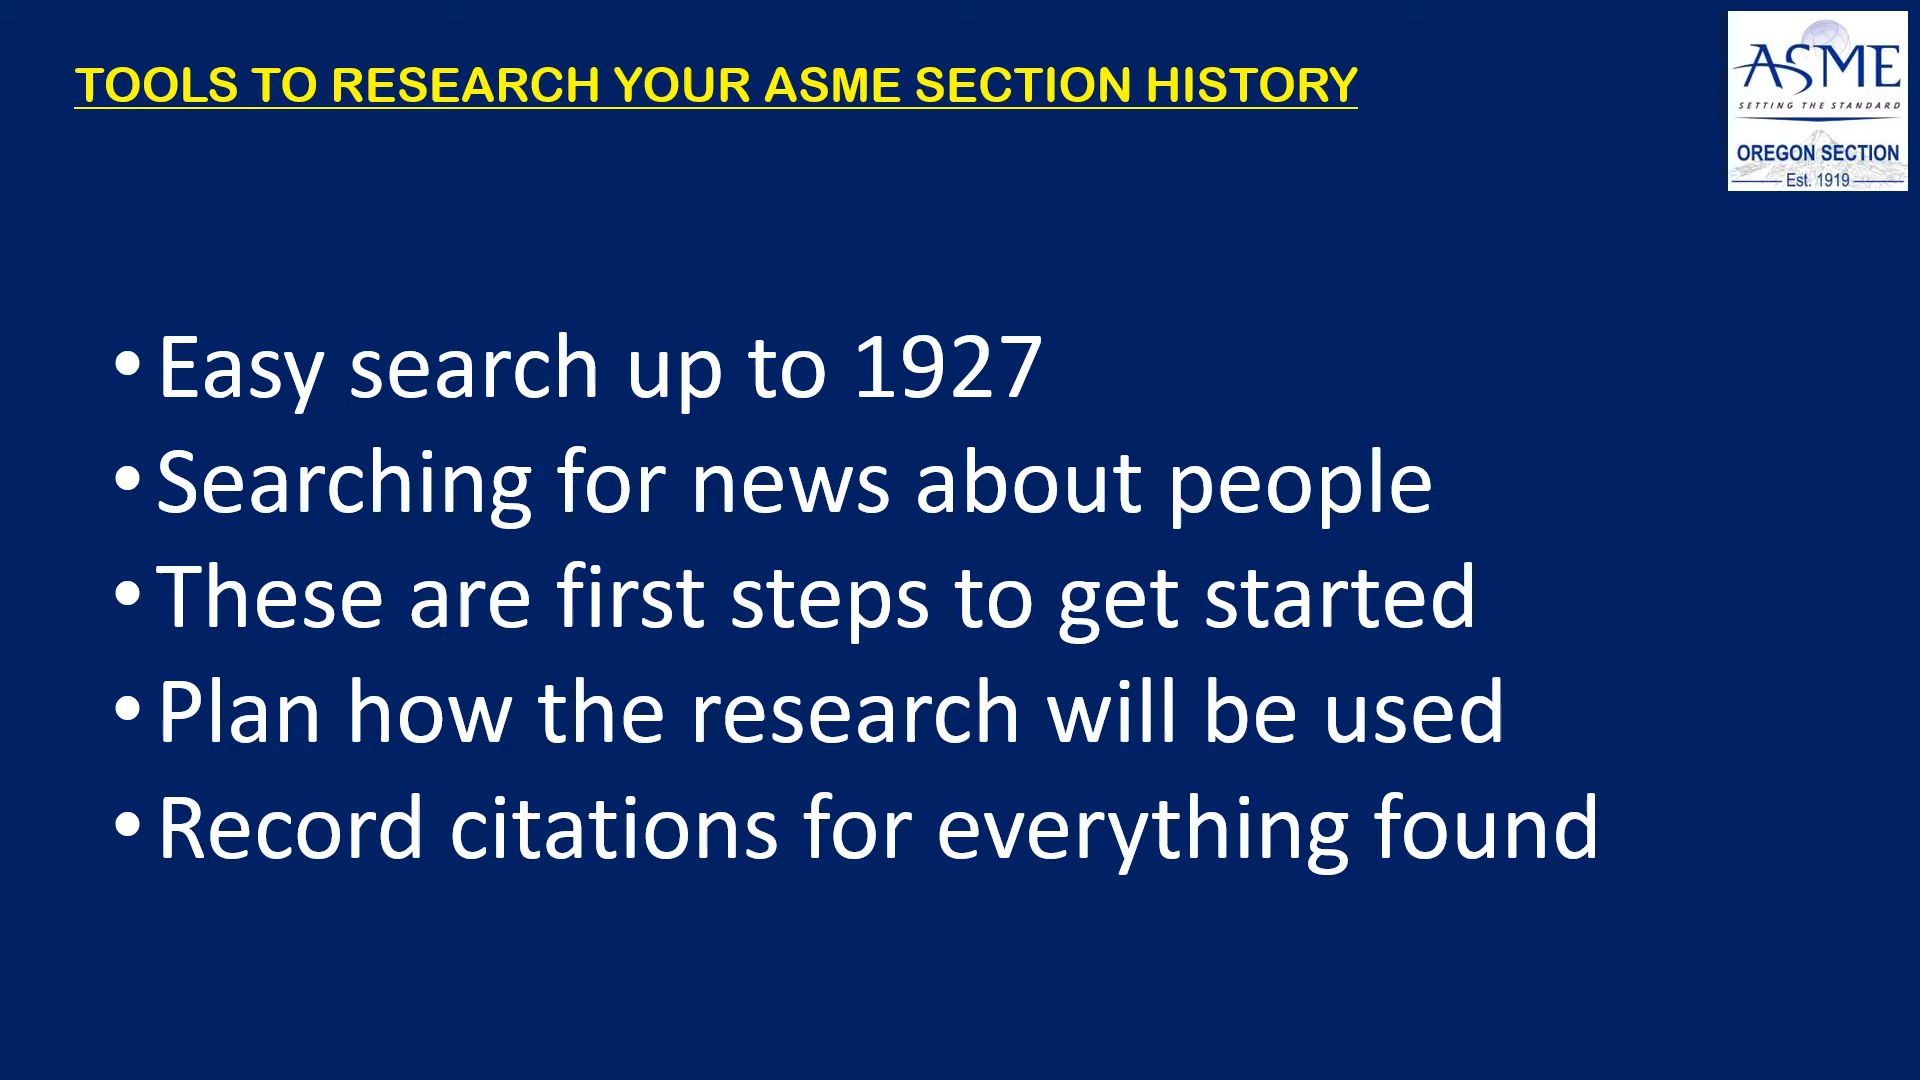 TOOLS TO RESEARCH YOUR ASME SECTION HISTORY
ASME
SETTING THE STANDARD
OREGON SECTION
Est. 1919
• Easy search up to 1927
• Searching for news about people
• These are first steps to get started
• Plan how the research will be used
• Record citations for everything found